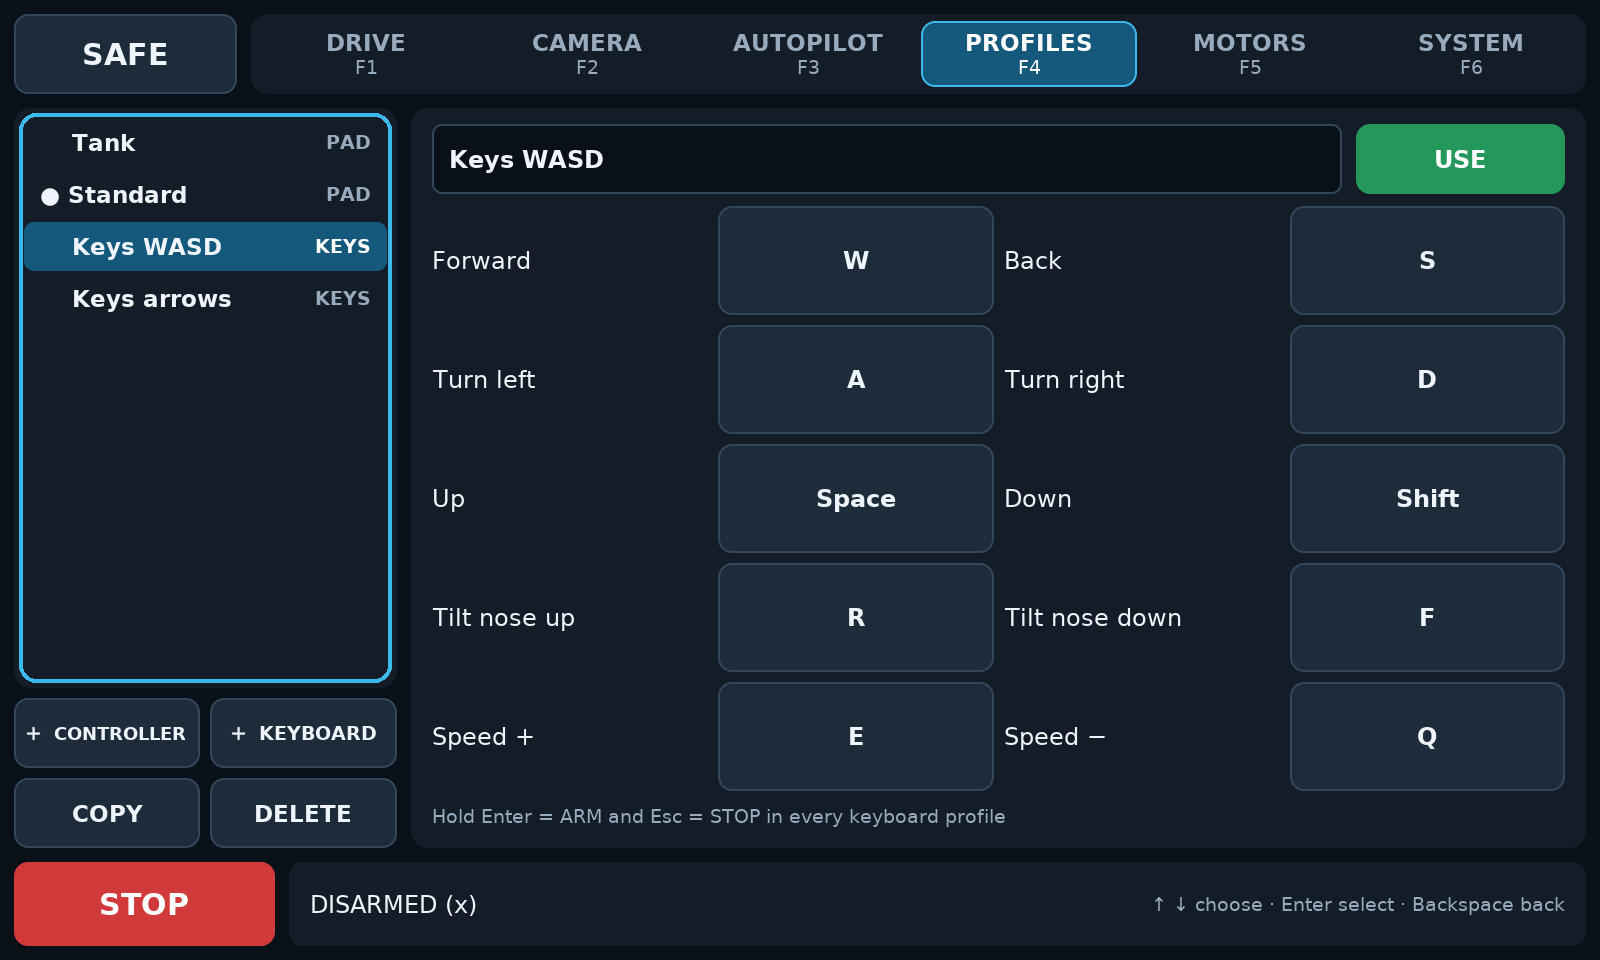 SAFE
DRIVE
F1
CAMERA
F2
AUTOPILOT
F3
PROFILES
F4
MOTORS
F5
SYSTEM
F6
Tank PAD
● Standard PAD
Keys WASD KEYS
Keys arrows KEYS
+ CONTROLLER
+ KEYBOARD
COPY
DELETE
Keys WASD
USE
Forward W Back S
Turn left A Turn right D
Up Space Down Shift
Tilt nose up R Tilt nose down F
Speed + E Speed − Q
Hold Enter = ARM and Esc = STOP in every keyboard profile
STOP
DISARMED (x)
↑ ↓ choose · Enter select · Backspace back